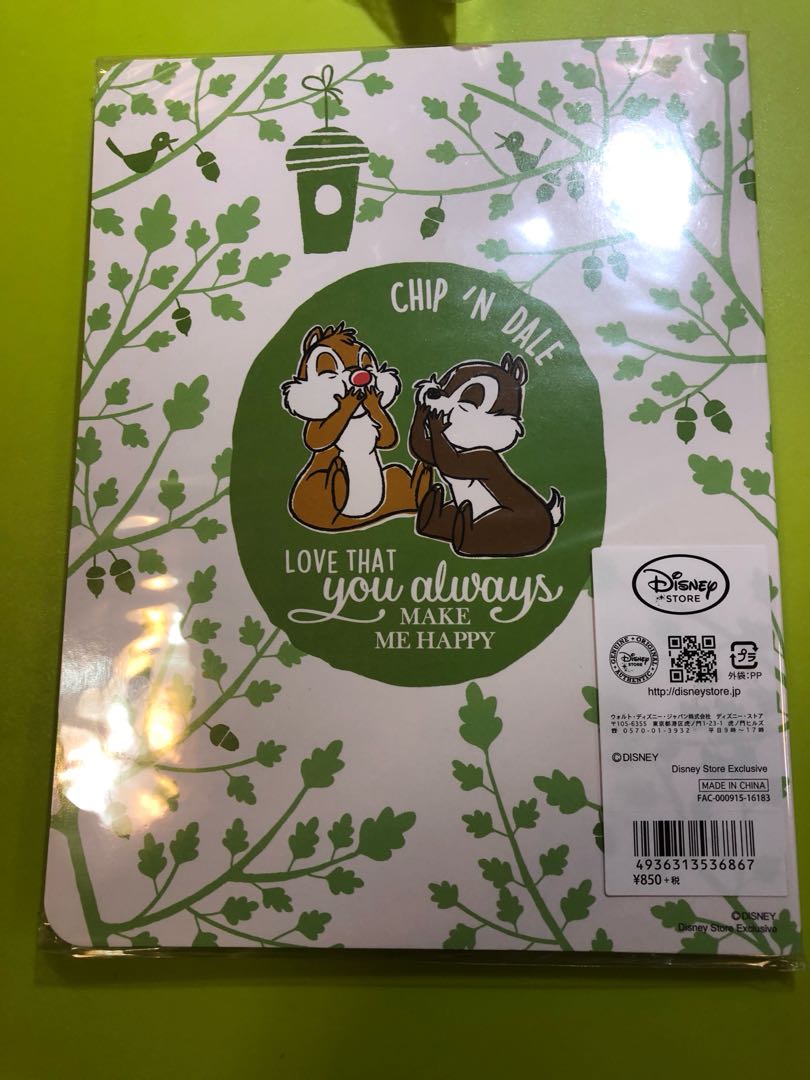 CHIP 'N DALE
LOVE THAT
you always
MAKE
ME HAPPY
Disney
STORE
GENUINE • ORIGINAL
Disney
STORE
AUTHENTIC
プラ
外袋:PP
http://disneystore.jp
ウォルト・ディズニー・ジャパン株式会社 ディズニー・ストア
〒105-6355 東京都港区虎ノ門1-23-1 虎ノ門ヒルズ
☎ 0570-01-3932 平日9時~17時
©DISNEY
Disney Store Exclusive
MADE IN CHINA
FAC-000915-16183
4936313536867
¥850+税
©DISNEY
Disney Store Exclusive